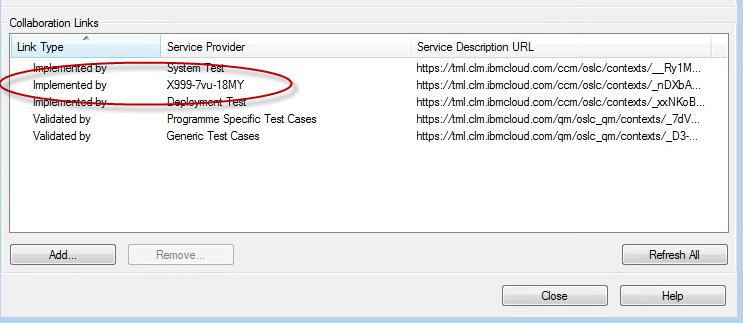 Collaboration Links
Link Type Service Provider Service Description URL
Implemented by System Test https://tml.clm.ibmcloud.com/ccm/oslc/contexts/__Ry1M...
Implemented by X999-7vu-18MY https://tml.clm.ibmcloud.com/ccm/oslc/contexts/_nDXbA...
Implemented by Deployment Test https://tml.clm.ibmcloud.com/ccm/oslc/contexts/_xxNKoB...
Validated by Programme Specific Test Cases https://tml.clm.ibmcloud.com/qm/oslc_qm/contexts/_7dV...
Validated by Generic Test Cases https://tml.clm.ibmcloud.com/qm/oslc_qm/contexts/_D3-...
Add... Remove... Refresh All
Close Help